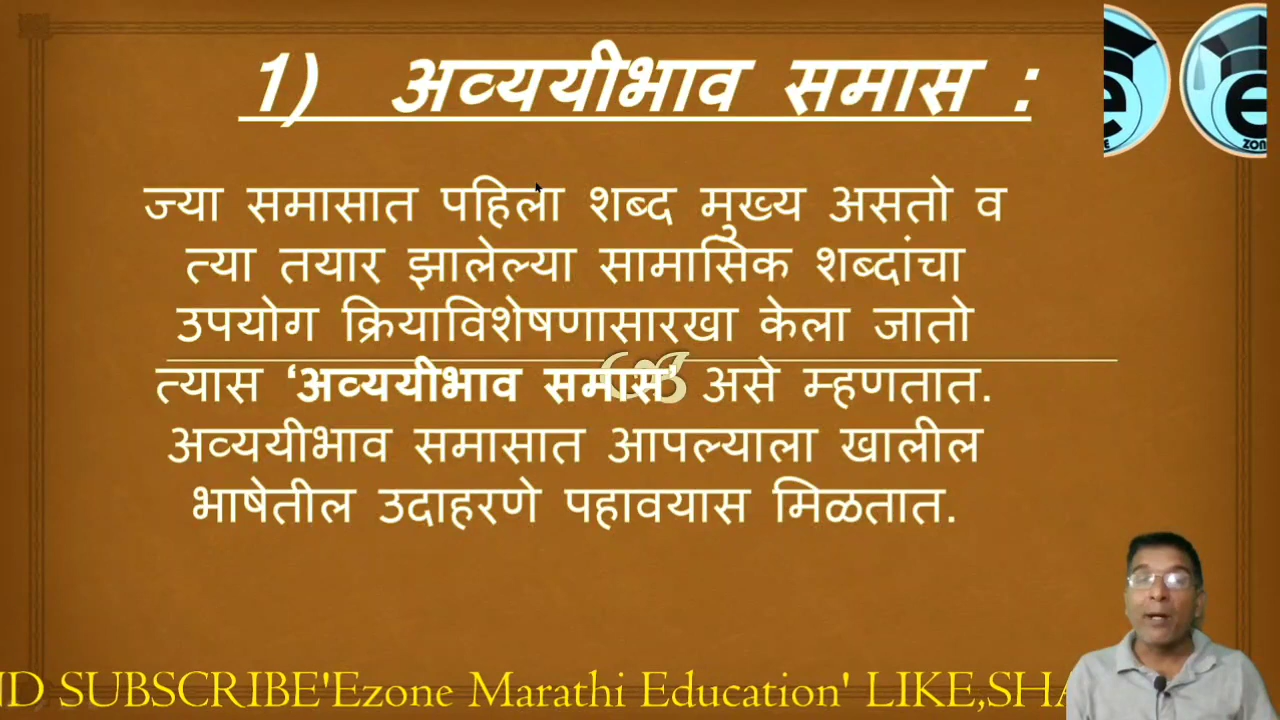 1) अव्ययीभाव समास :
ज्या समासात पहिला शब्द मुख्य असतो व
त्या तयार झालेल्या सामासिक शब्दांचा
उपयोग क्रियाविशेषणासारखा केला जातो
त्यास ‘अव्ययीभाव समास’ असे म्हणतात.
अव्ययीभाव समासात आपल्याला खालील
भाषेतील उदाहरणे पहावयास मिळतात.
SUBSCRIBE'Ezone Marathi Education' LIKE,